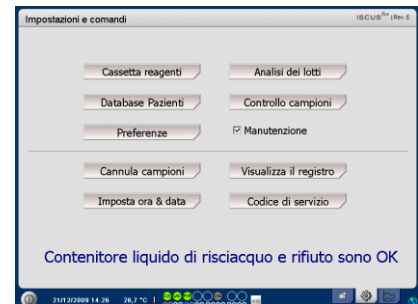 Impostazioni e comandi
ISCUSflex | Rev. E
Cassetta reagenti
Analisi dei lotti
Database Pazienti
Controllo campioni
Preferenze
Manutenzione
Cannula campioni
Visualizza il registro
Imposta ora & data
Codice di servizio
Contenitore liquido di risciacquo e rifiuto sono OK
21/12/2009 14.26
26,7 °C